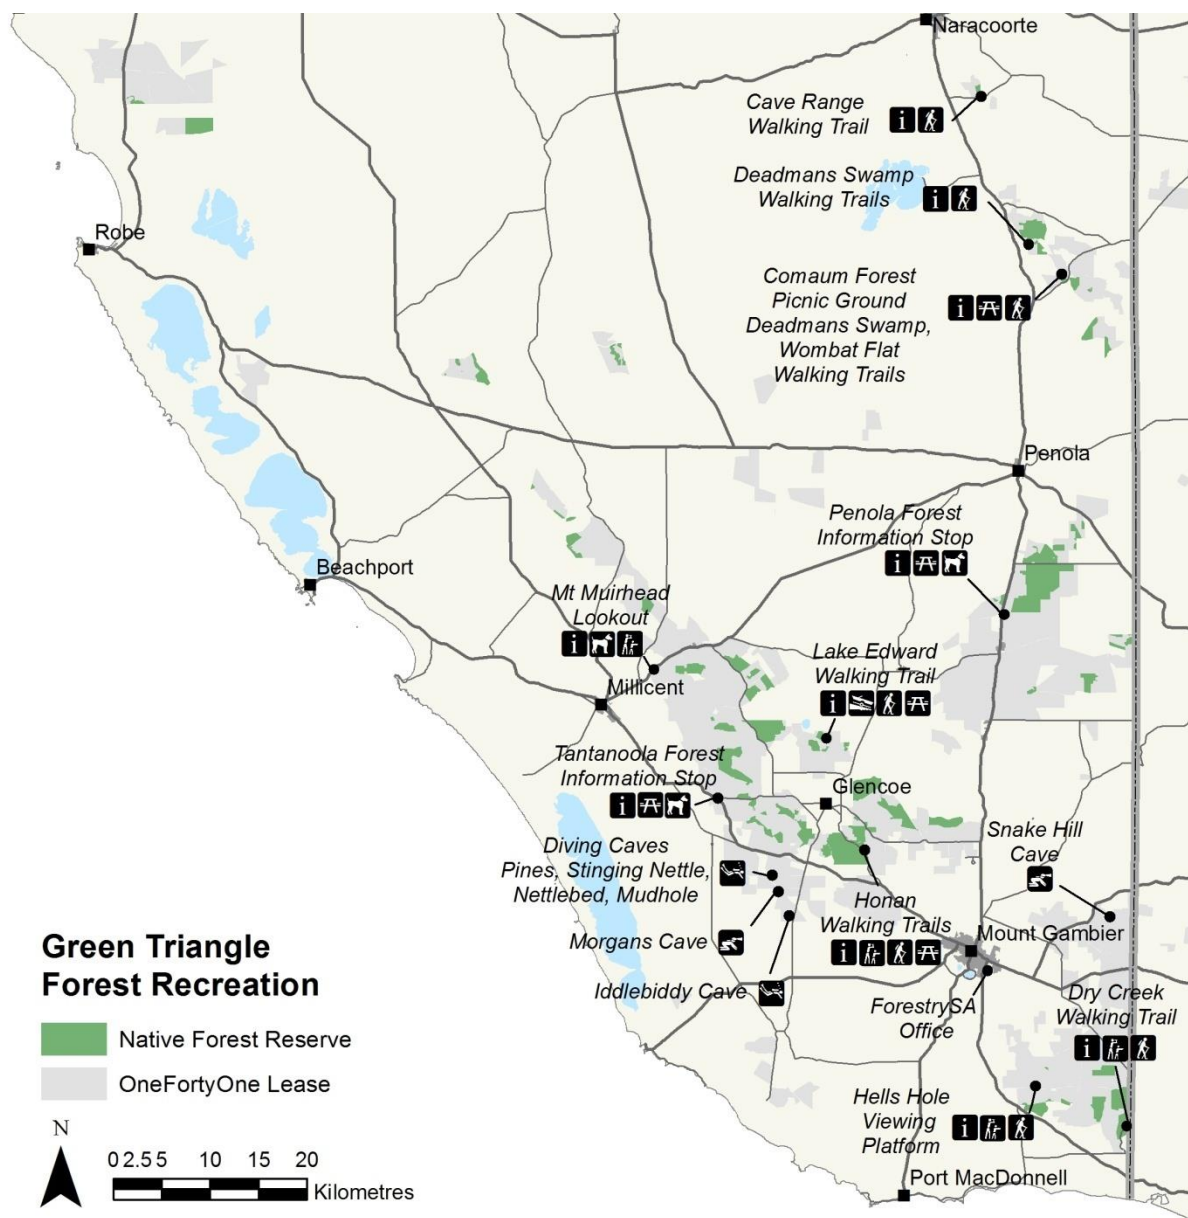 Naracoorte
Cave Range
Walking Trail
i
Deadmans Swamp
Walking Trails
i
Robe
Comaum Forest
Picnic Ground
Deadmans Swamp,
Wombat Flat
Walking Trails
i
Penola
Penola Forest
Information Stop
i
Beachport
Mt Muirhead
Lookout
i
Lake Edward
Walking Trail
i
Millicent
Tantanoola Forest
Information Stop
i
Glencoe
Snake Hill
Cave
Diving Caves
Pines, Stinging Nettle,
Nettlebed, Mudhole
Honan
Walking Trails
i
Mount Gambier
Morgans Cave
Iddlebiddy Cave
ForestrySA
Office
Dry Creek
Walking Trail
i
Hells Hole
Viewing
Platform
i
Port MacDonnell
Green Triangle
Forest Recreation
Native Forest Reserve
OneFortyOne Lease
N
0 2.5 5 10 15 20
Kilometres